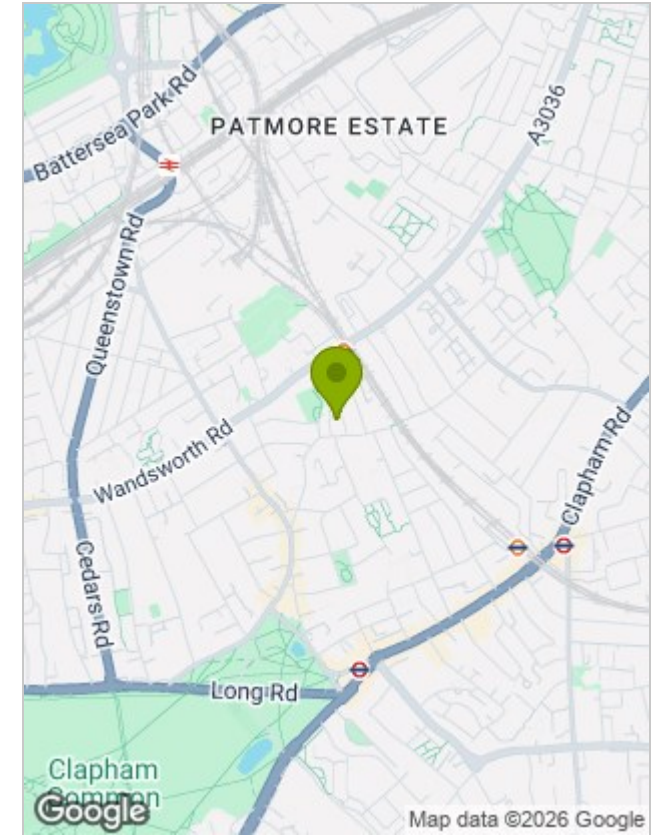 Battersea Park Rd
PATMORE ESTATE
A3036
Queenstown Rd
Wandsworth Rd
Clapham Rd
Cedars Rd
Long Rd
Clapham
Common
Google
Map data ©2026 Google